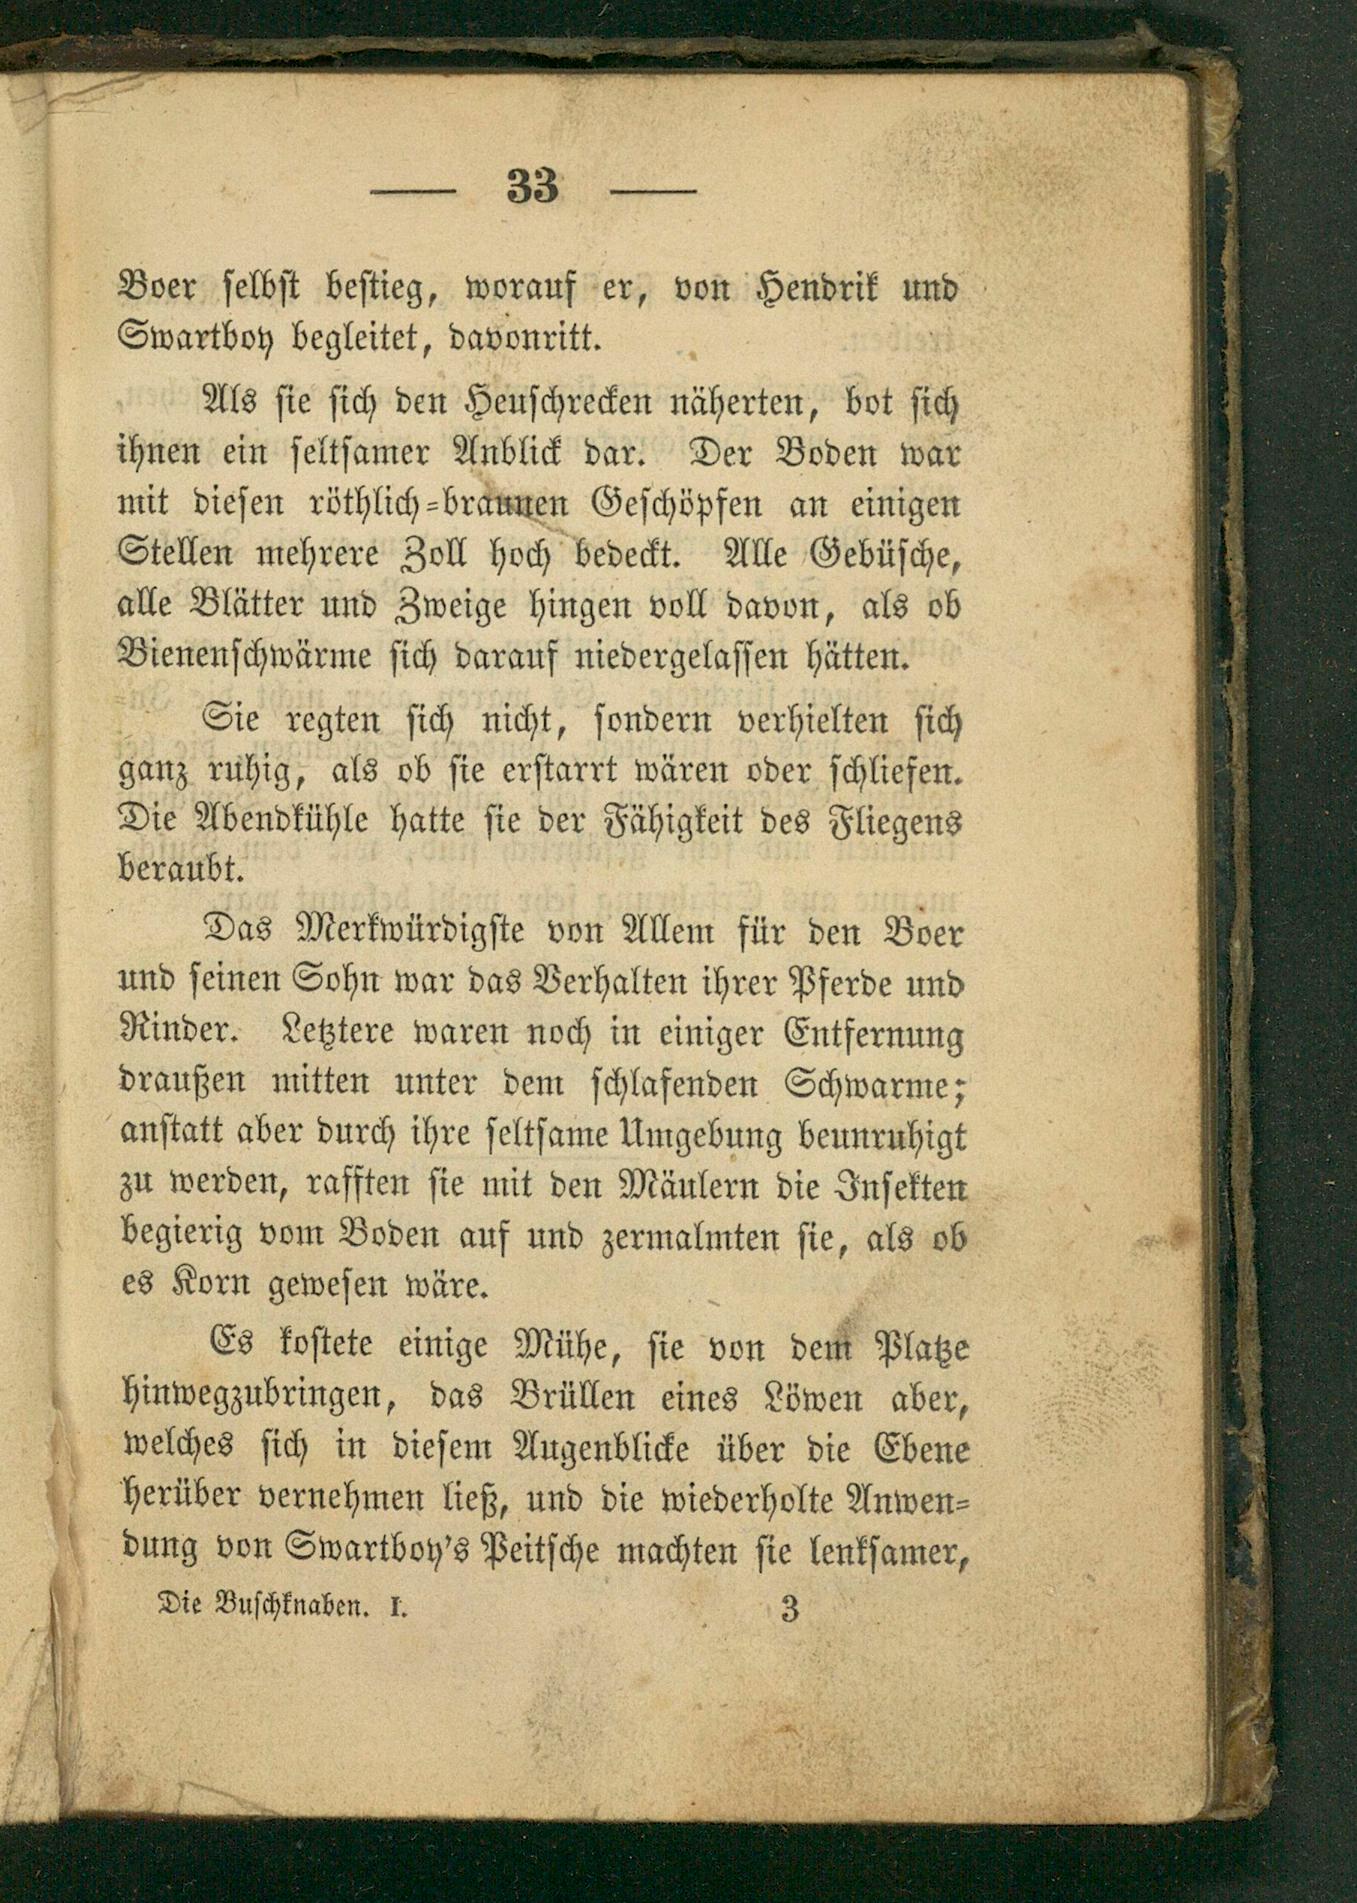 — 33 —
Boer selbst bestieg, worauf er, von Hendrik und
Swartboy begleitet, davonritt.
Als sie sich den Heuschrecken näherten, bot sich
ihnen ein seltsamer Anblick dar. Der Boden war
mit diesen röthlich-braunen Geschöpfen an einigen
Stellen mehrere Zoll hoch bedeckt. Alle Gebüsche,
alle Blätter und Zweige hingen voll davon, als ob
Bienenschwärme sich darauf niedergelassen hätten.
Sie regten sich nicht, sondern verhielten sich
ganz ruhig, als ob sie erstarrt wären oder schliefen.
Die Abendkühle hatte sie der Fähigkeit des Fliegens
beraubt.
Das Merkwürdigste von Allem für den Boer
und seinen Sohn war das Verhalten ihrer Pferde und
Rinder. Letztere waren noch in einiger Entfernung
draußen mitten unter dem schlafenden Schwarme;
anstatt aber durch ihre seltsame Umgebung beunruhigt
zu werden, rafften sie mit den Mäulern die Insekten
begierig vom Boden auf und zermalmten sie, als ob
es Korn gewesen wäre.
Es kostete einige Mühe, sie von dem Platze
hinwegzubringen, das Brüllen eines Löwen aber,
welches sich in diesem Augenblicke über die Ebene
herüber vernehmen ließ, und die wiederholte Anwen-
dung von Swartboy's Peitsche machten sie lenksamer,
Die Buschknaben. I. 3